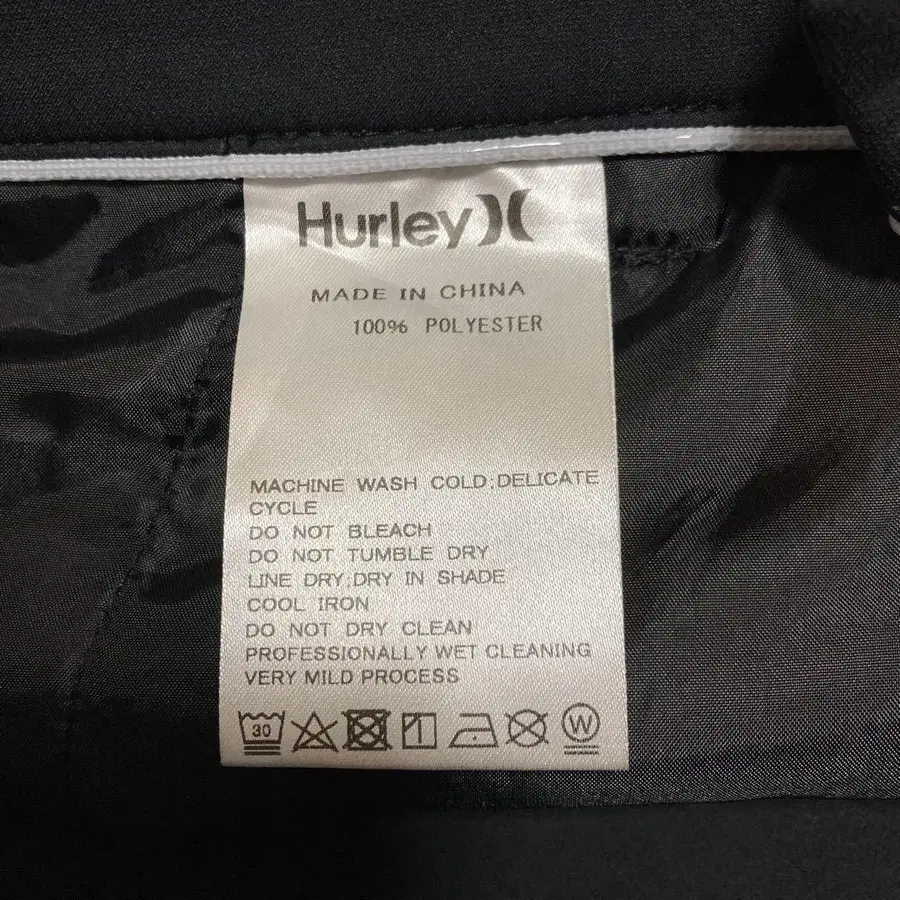 Hurley
MADE IN CHINA
100% POLYESTER
MACHINE WASH COLD;DELICATE
CYCLE
DO NOT BLEACH
DO NOT TUMBLE DRY
LINE DRY;DRY IN SHADE
COOL IRON
DO NOT DRY CLEAN
PROFESSIONALLY WET CLEANING
VERY MILD PROCESS
30 W